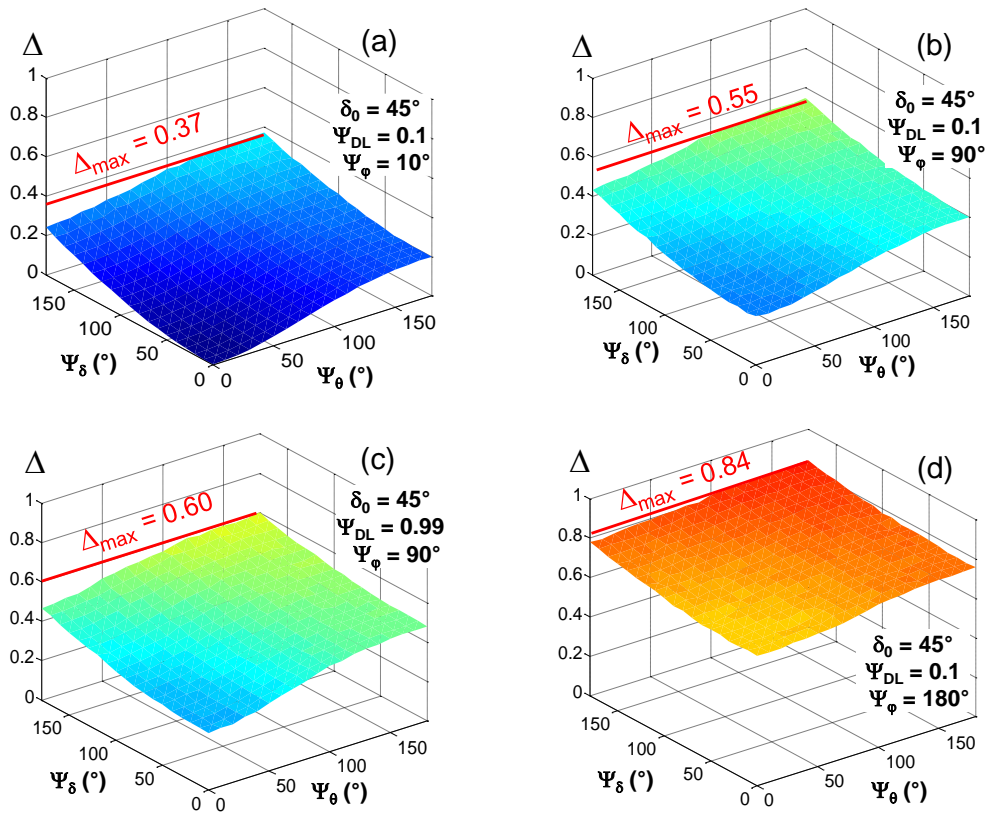 (a)
Δ
1
0.8
0.6
0.4
0.2
0
Δmax = 0.37
δ0 = 45°
ΨDL = 0.1
Ψφ = 10°
150
100
50
0
Ψδ (°)
0
50
100
150
Ψθ (°)
(b)
Δ
1
0.8
0.6
0.4
0.2
0
Δmax = 0.55
δ0 = 45°
ΨDL = 0.1
Ψφ = 90°
150
100
50
0
Ψδ (°)
0
50
100
150
Ψθ (°)
(c)
Δ
1
0.8
0.6
0.4
0.2
0
Δmax = 0.60
δ0 = 45°
ΨDL = 0.99
Ψφ = 90°
150
100
50
0
Ψδ (°)
0
50
100
150
Ψθ (°)
(d)
Δ
1
0.8
0.6
0.4
0.2
0
Δmax = 0.84
δ0 = 45°
ΨDL = 0.1
Ψφ = 180°
150
100
50
0
Ψδ (°)
0
50
100
150
Ψθ (°)